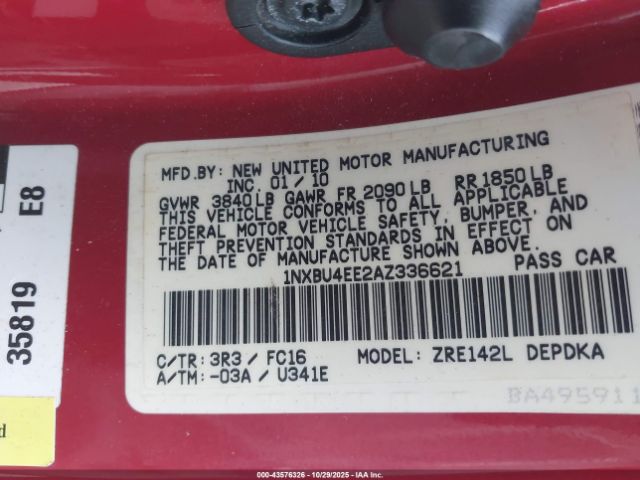 MFD.BY: NEW UNITED MOTOR MANUFACTURING
INC. 01/10
GVWR 3840LB GAWR FR 2090LB RR1850LB
THIS VEHICLE CONFORMS TO ALL APPLICABLE
FEDERAL MOTOR VEHICLE SAFETY, BUMPER, AND
THEFT PREVENTION STANDARDS IN EFFECT ON
THE DATE OF MANUFACTURE SHOWN ABOVE.
1NXBU4EE2AZ336621 PASS CAR
C/TR: 3R3 / FC16 MODEL: ZRE142L DEPDKA
A/TM: -03A / U341E
BA495911
35819 E8
000-43576326 - 10/29/2025 - IAA Inc.